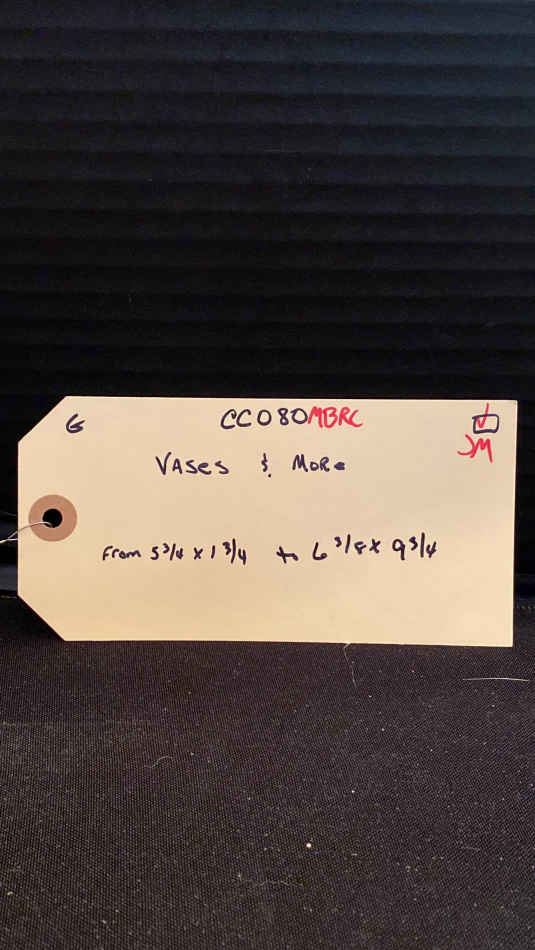 G CC080MBRC ☑
JM
VASes & MoRe
From 5 3/4 x 1 3/4 to 6 3/8 x 9 3/4